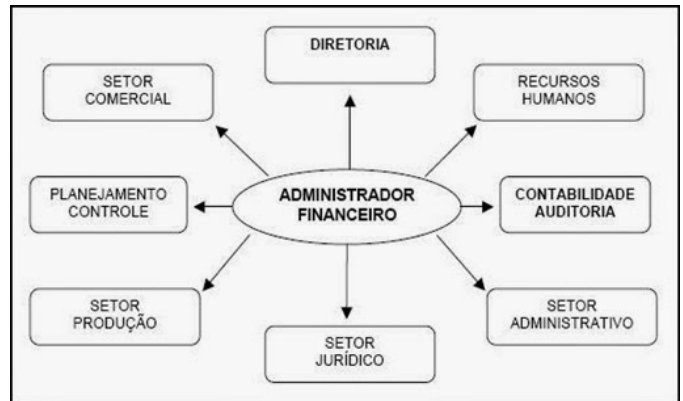 DIRETORIA
SETOR
COMERCIAL
RECURSOS
HUMANOS
PLANEJAMENTO
CONTROLE
ADMINISTRADOR
FINANCEIRO
CONTABILIDADE
AUDITORIA
SETOR
PRODUÇÃO
SETOR
JURÍDICO
SETOR
ADMINISTRATIVO